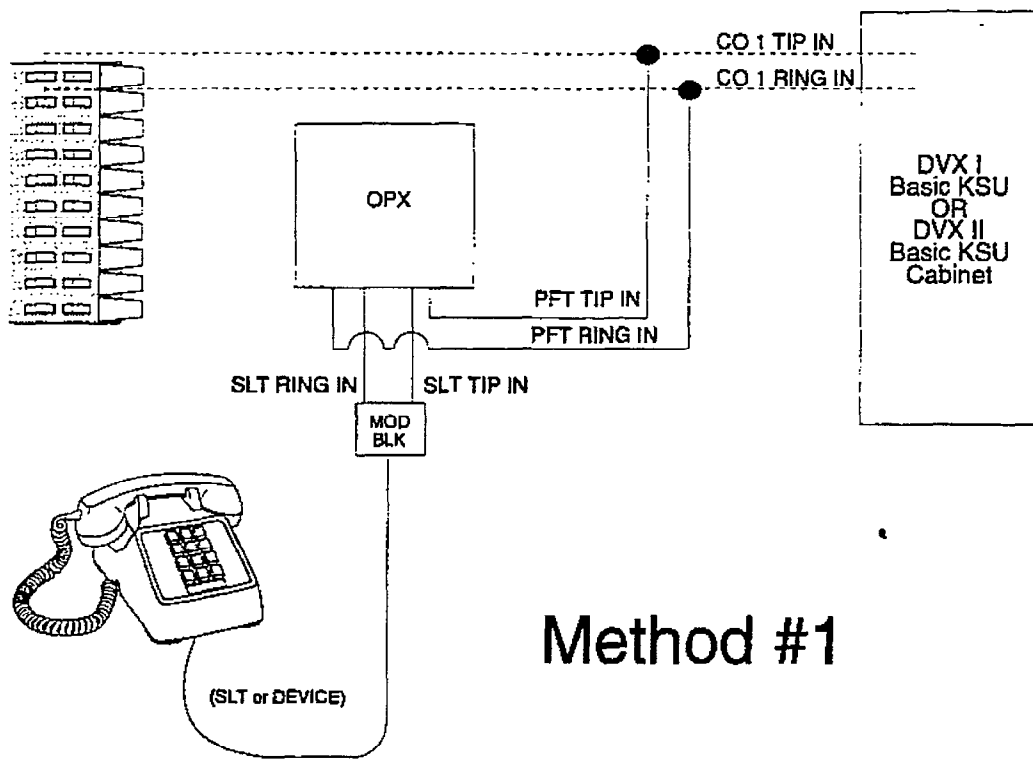 CO 1 TIP IN
CO 1 RING IN
OPX
DVX I
Basic KSU
OR
DVX II
Basic KSU
Cabinet
PFT TIP IN
PFT RING IN
SLT RING IN
SLT TIP IN
MOD
BLK
(SLT or DEVICE)
Method #1